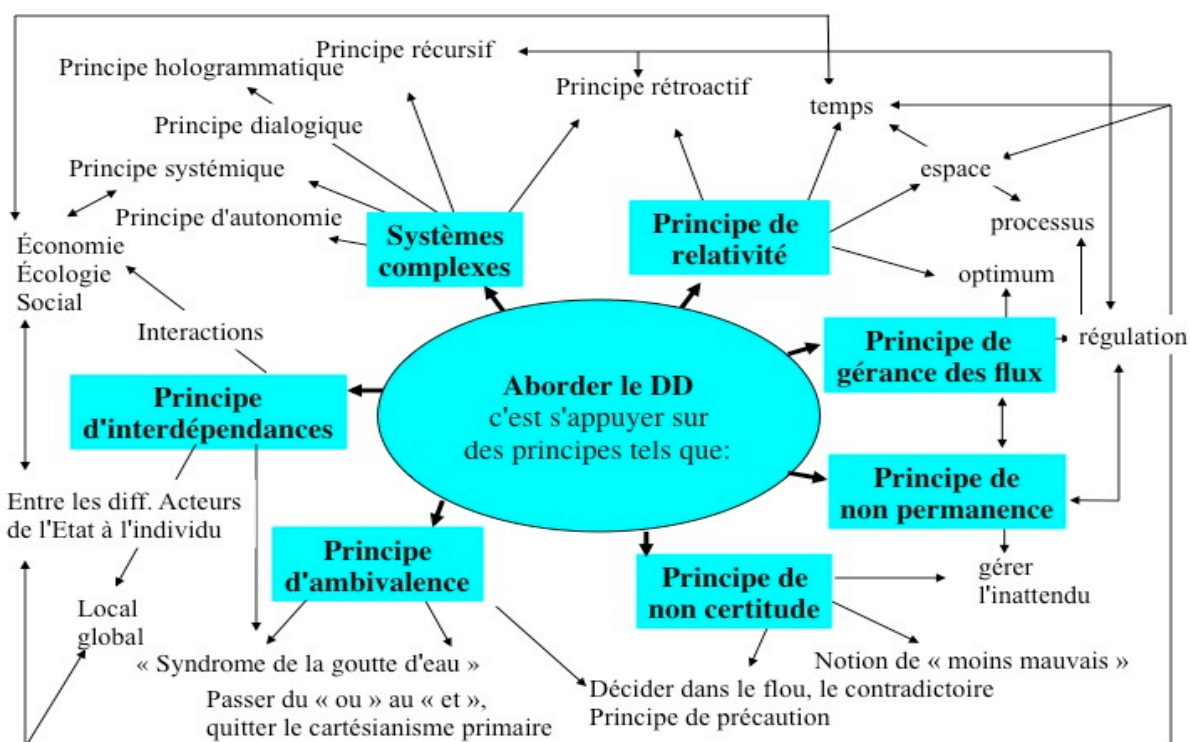 Principe récursif
Principe hologrammatique
Principe rétroactif
temps
Principe dialogique
Principe systémique
espace
Principe d'autonomie
Systèmes
complexes
Principe de
relativité
processus
Économie
Écologie
Social
optimum
Interactions
régulation
Principe de
gérance des flux
Principe
d'interdépendances
Aborder le DD
c'est s'appuyer sur
des principes tels que:
Principe de
non permanence
Entre les diff. Acteurs
de l'Etat à l'individu
Principe
d'ambivalence
Principe de
non certitude
gérer
l'inattendu
Local
global
« Syndrome de la goutte d'eau »
Notion de « moins mauvais »
Passer du « ou » au « et »,
quitter le cartésianisme primaire
Décider dans le flou, le contradictoire
Principe de précaution